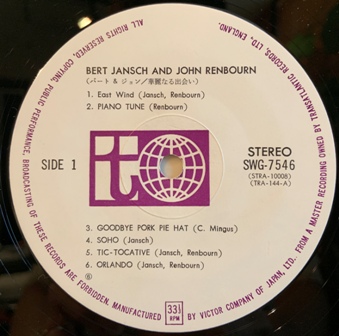 ALL RIGHTS RESERVED COPYING, PUBLIC PERFORMANCE BROADCASTING OF THESE RECORDS ARE FORBIDDEN. MANUFACTURED BY VICTOR COMPANY OF JAPAN, LTD. FROM A MASTER RECORDING OWNED BY TRANSATLANTIC RECORDS, LTD, ENGLAND.
BERT JANSCH AND JOHN RENBOURN
(バート & ジョン/華麗なる出会い)
1. East Wind (Jansch, Renbourn)
2. PIANO TUNE (Renbourn)
SIDE 1
it
STEREO
SWG-7546
(STRA-10008)
(TRA-144-A)
3. GOODBYE PORK PIE HAT (C. Mingus)
4. SOHO (Jansch)
5. TIC-TOCATIVE (Jansch, Renbourn)
6. ORLANDO (Jansch, Renbourn)
Ⓔ
33⅓
RPM